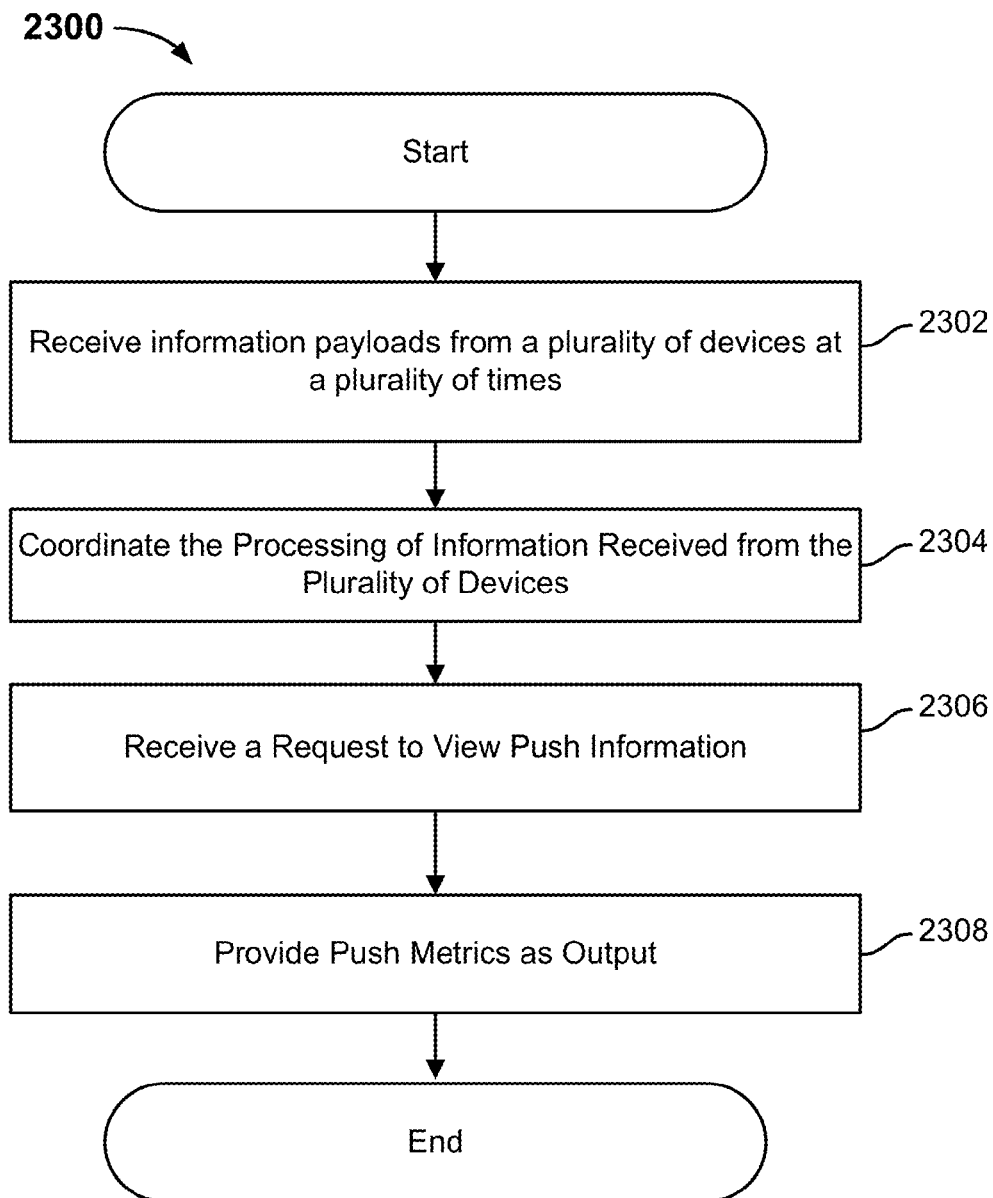 2300
Start
Receive information payloads from a plurality of devices at
a plurality of times
2302
Coordinate the Processing of Information Received from the
Plurality of Devices
2304
Receive a Request to View Push Information
2306
Provide Push Metrics as Output
2308
End